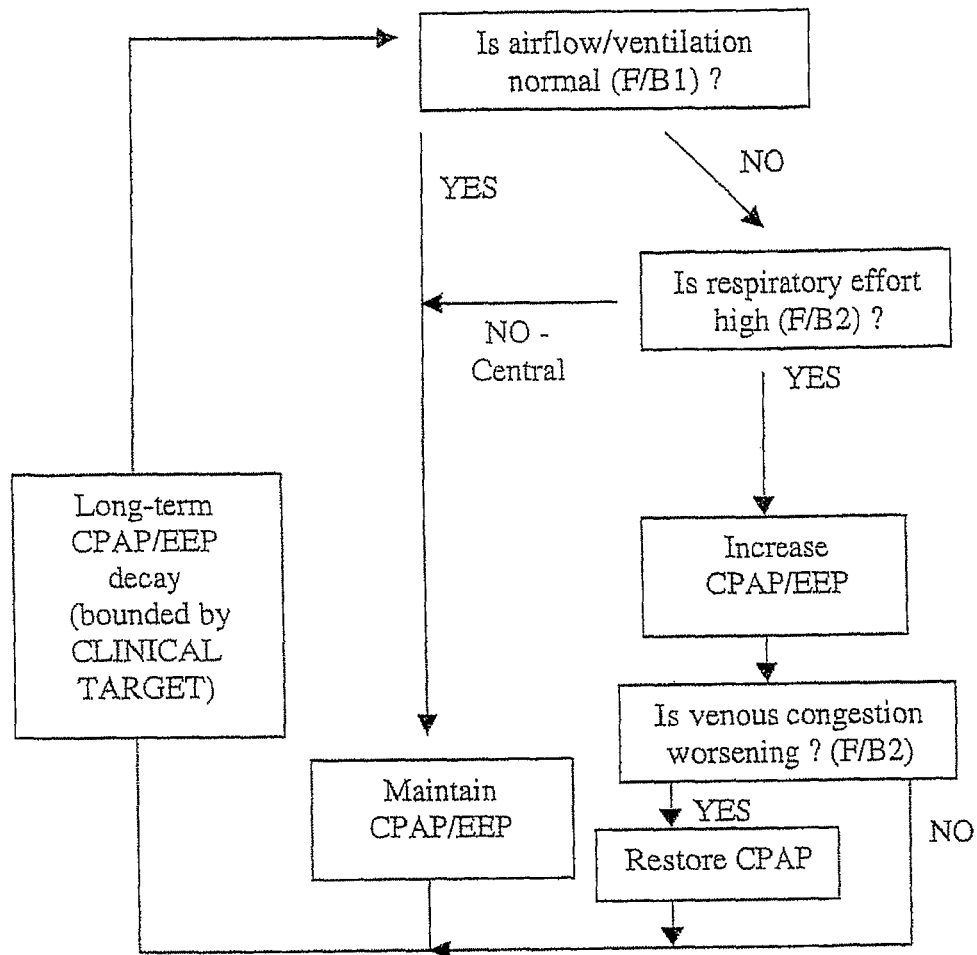 Is airflow/ventilation
normal (F/B1) ?
YES
NO
Is respiratory effort
high (F/B2) ?
NO -
Central
YES
Long-term
CPAP/EEP
decay
(bounded by
CLINICAL
TARGET)
Increase
CPAP/EEP
Is venous congestion
worsening ? (F/B2)
Maintain
CPAP/EEP
YES
NO
Restore CPAP